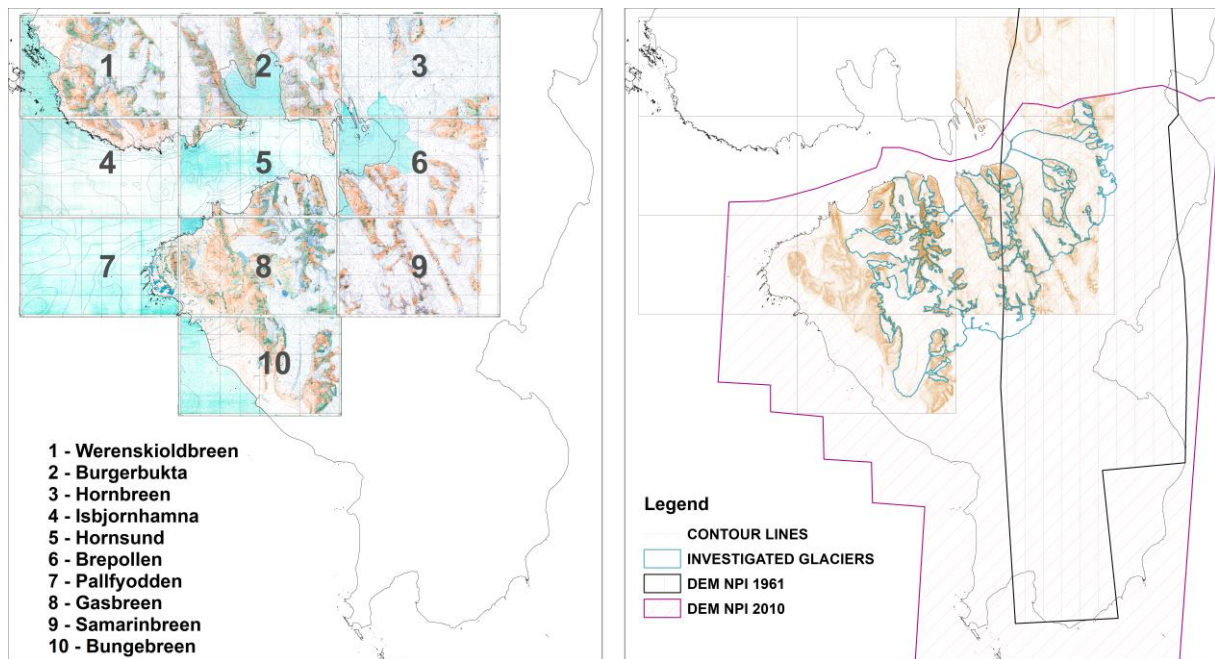 1
2
3
4
5
6
7
8
9
10
1 - Werenskioldbreen
2 - Burgerbukta
3 - Hornbreen
4 - Isbjornhamna
5 - Hornsund
6 - Brepollen
7 - Pallfyodden
8 - Gasbreen
9 - Samarinbreen
10 - Bungebreen
Legend
CONTOUR LINES
INVESTIGATED GLACIERS
DEM NPI 1961
DEM NPI 2010